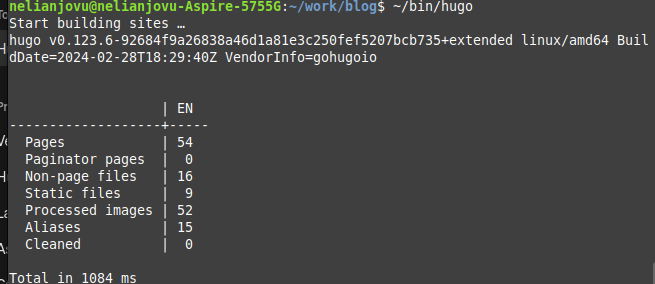 nelianjovu@nelianjovu-Aspire-5755G:~/work/blog$ ~/bin/hugo
Start building sites …
hugo v0.123.6-92684f9a26838a46d1a81e3c250fef5207bcb735+extended linux/amd64 Buil
dDate=2024-02-28T18:29:40Z VendorInfo=gohugoio
| EN
-------------------+-----
Pages | 54
Paginator pages | 0
Non-page files | 16
Static files | 9
Processed images | 52
Aliases | 15
Cleaned | 0
Total in 1084 ms